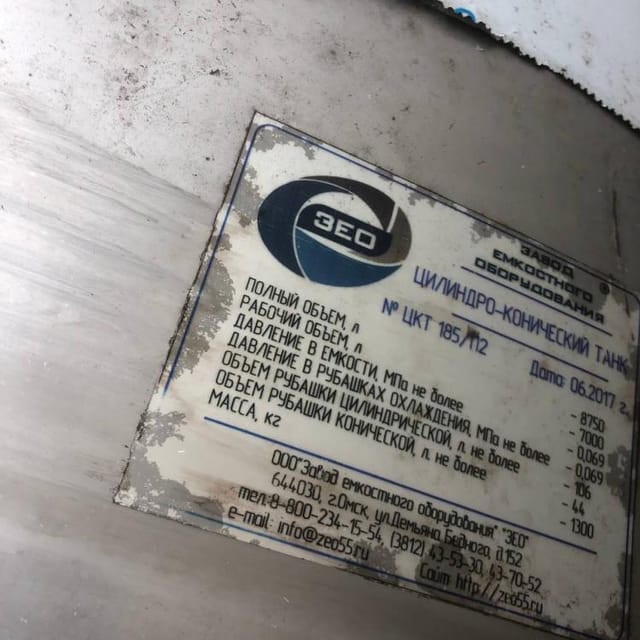 ЗЕО
ЗАВОД
ЕМКОСТНОГО
ОБОРУДОВАНИЯ
ЦИЛИНДРО-КОНИЧЕСКИЙ ТАНК
№ ЦКТ 185/П2 Дата: 06.2017 г.
ПОЛНЫЙ ОБЪЕМ, л - 8750
РАБОЧИЙ ОБЪЕМ, л - 7000
ДАВЛЕНИЕ В ЕМКОСТИ, МПа не более - 0.069
ДАВЛЕНИЕ В РУБАШКАХ ОХЛАЖДЕНИЯ, МПа не более - 0.069
ОБЪЕМ РУБАШКИ ЦИЛИНДРИЧЕСКОЙ, л. не более - 106
ОБЪЕМ РУБАШКИ КОНИЧЕСКОЙ, л. не более - 44
МАССА, кг - 1300
ООО"Завод емкостного оборудования "ЗЕО"
644030, г.Омск, ул.Демьяна Бедного, д.152
тел.8-800-234-15-54, (3812) 43-53-30, 43-70-52
e-mail: info@zeo55.ru Сайт http://zeo55.ru